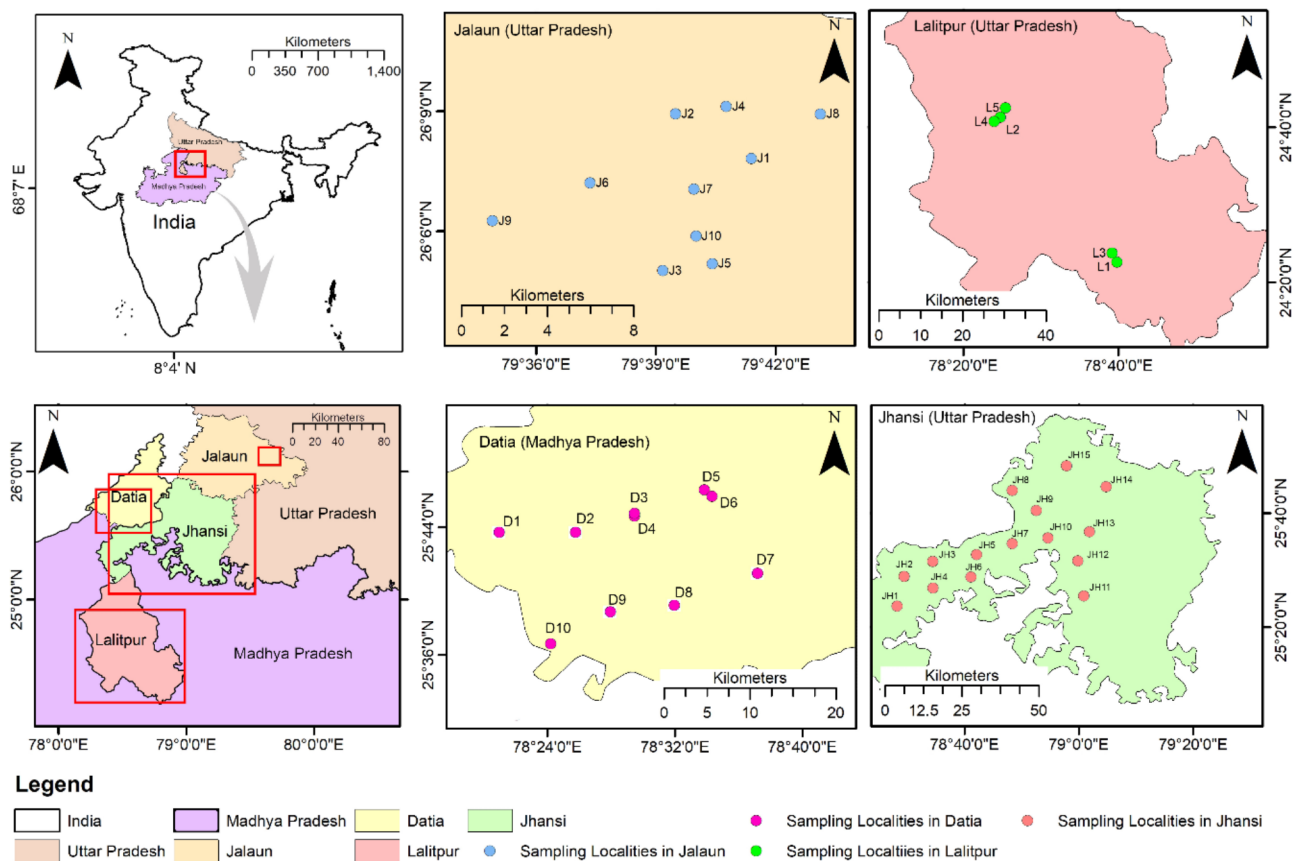 N
Kilometers
0 350 700 1,400
Uttar Pradesh
Madhya Pradesh
India
68°7' E
8°4' N
Jalaun (Uttar Pradesh)
N
J4
J2
J8
J1
J6
J7
J9
J10
J5
J3
Kilometers
0 2 4 8
26°9'0"N
26°6'0"N
79°36'0"E 79°39'0"E 79°42'0"E
Lalitpur (Uttar Pradesh)
N
L5
L4 L2
L3
L1
Kilometers
0 10 20 30 40
24°40'0"N
24°20'0"N
78°20'0"E 78°40'0"E
N
Kilometers
0 20 40 80
Jalaun
Datia
Jhansi
Uttar Pradesh
Lalitpur
Madhya Pradesh
26°0'0"N
25°0'0"N
78°0'0"E 79°0'0"E 80°0'0"E
Datia (Madhya Pradesh)
N
D5
D6
D3
D4
D1 D2
D7
D9 D8
D10
Kilometers
0 5 10 20
25°44'0"N
25°36'0"N
78°24'0"E 78°32'0"E 78°40'0"E
Jhansi (Uttar Pradesh)
N
JH15
JH8 JH14
JH9
JH13
JH7 JH10
JH5
JH3 JH12
JH2 JH6
JH4
JH1 JH11
Kilometers
0 12.5 25 50
25°40'0"N
25°20'0"N
78°40'0"E 79°0'0"E 79°20'0"E
Legend
India Madhya Pradesh Datia Jhansi Sampling Localities in Datia Sampling Localities in Jhansi
Uttar Pradesh Jalaun Lalitpur Sampling Localities in Jalaun Sampling Localtiies in Lalitpur